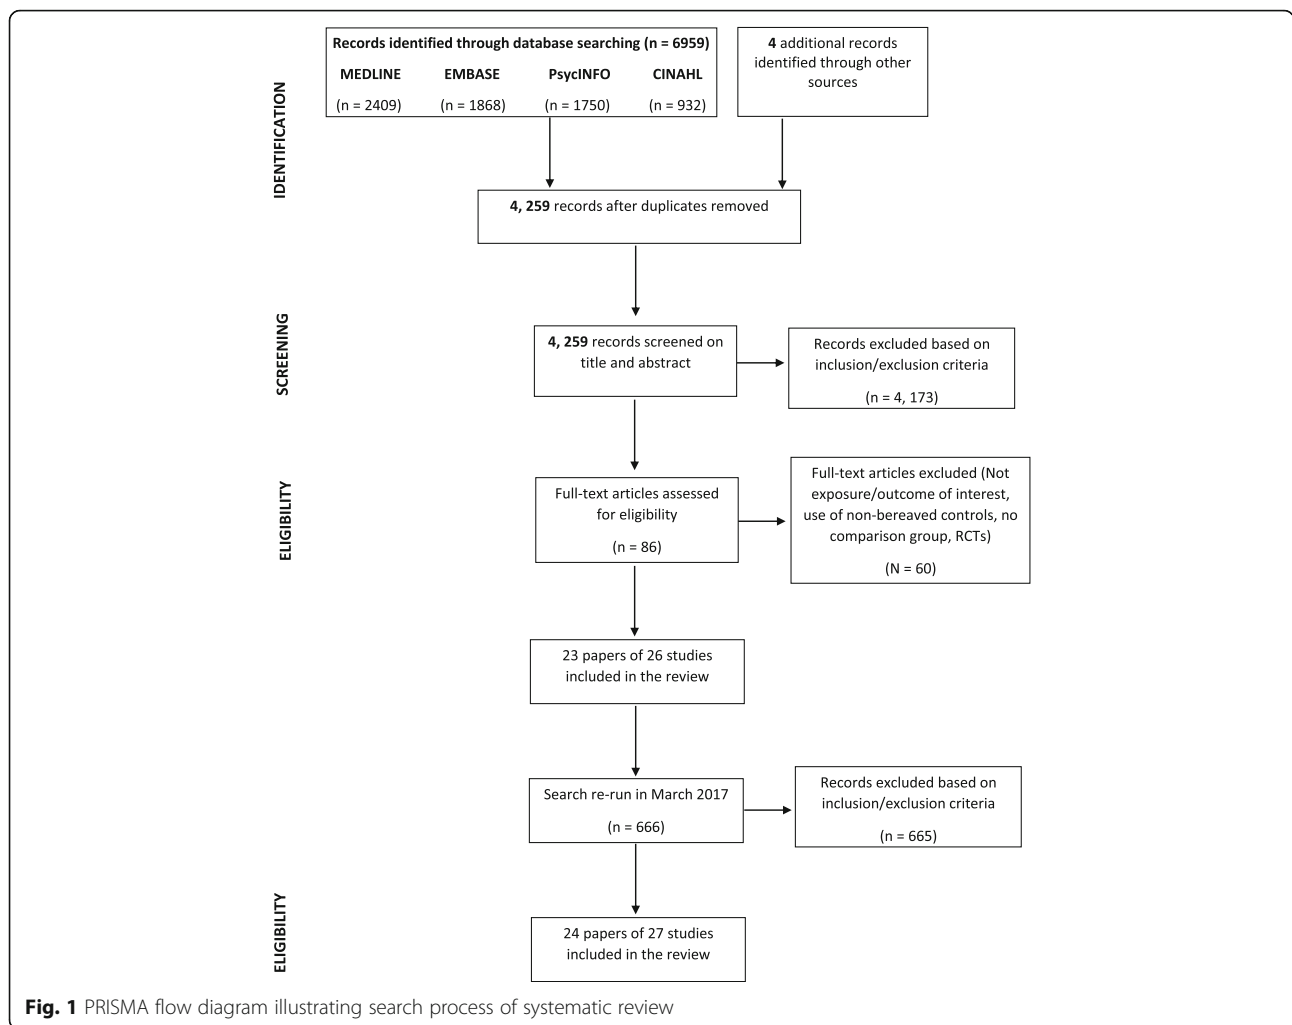 Records identified through database searching (n = 6959)
MEDLINE EMBASE PsycINFO CINAHL
(n = 2409) (n = 1868) (n = 1750) (n = 932)
4 additional records
identified through other
sources
IDENTIFICATION
4, 259 records after duplicates removed
SCREENING
4, 259 records screened on
title and abstract
Records excluded based on
inclusion/exclusion criteria
(n = 4, 173)
ELIGIBILITY
Full-text articles assessed
for eligibility
(n = 86)
Full-text articles excluded (Not
exposure/outcome of interest,
use of non-bereaved controls, no
comparison group, RCTs)
(N = 60)
23 papers of 26 studies
included in the review
Search re-run in March 2017
(n = 666)
Records excluded based on
inclusion/exclusion criteria
(n = 665)
ELIGIBILITY
24 papers of 27 studies
included in the review
Fig. 1 PRISMA flow diagram illustrating search process of systematic review